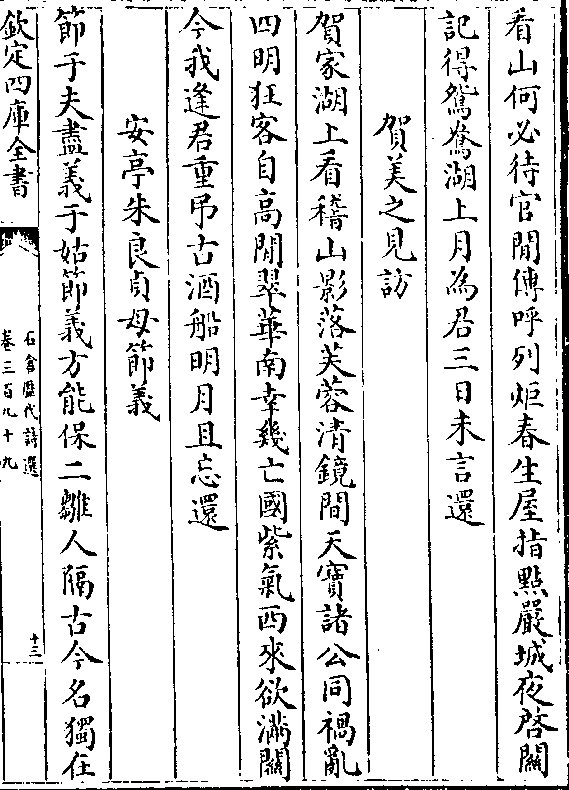 看山何必待官閒傳呼列炬春生屋指點嚴城夜啓關
記得鴛鴦湖上月為君三日未言還
賀美之見訪
賀家湖上看稽山影落芙蓉清鏡間天寶諸公同禍亂
四明狂客自高閒翠華南幸幾亡國紫氣西來欲滿關
今我逢君重弔古酒船明月且忘還
安亭朱良貞母節義
節于夫盡義于姑節義方能保二雛人隔古今名獨在
欽定四庫全書
石倉歷代詩選
卷三百九十九
十三